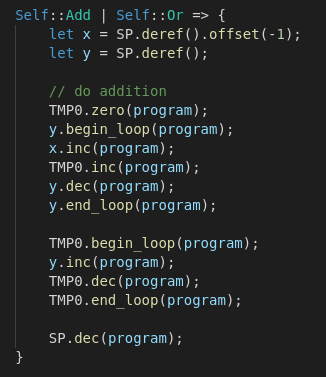 Self::Add | Self::Or => {
    let x = SP.deref().offset(-1);
    let y = SP.deref();

    // do addition
    TMP0.zero(program);
    y.begin_loop(program);
    x.inc(program);
    TMP0.inc(program);
    y.dec(program);
    y.end_loop(program);

    TMP0.begin_loop(program);
    y.inc(program);
    TMP0.dec(program);
    TMP0.end_loop(program);

    SP.dec(program);
}